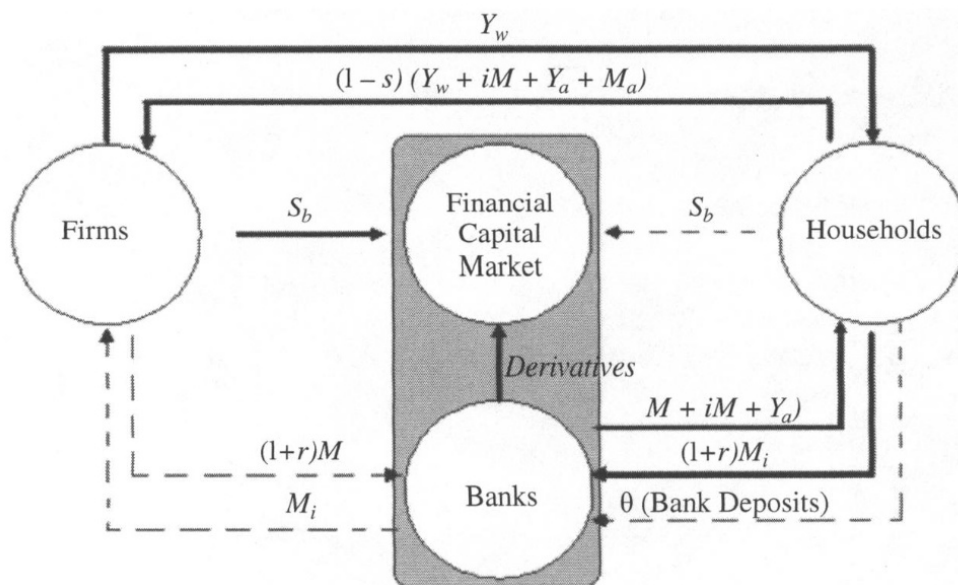 Y_w
(1 – s) (Y_w + iM + Y_a + M_a)
Firms
S_b
Financial
Capital
Market
S_b
Households
Derivatives
M + iM + Y_a)
(1+r)M
(1+r)M_i
M_i
Banks
θ (Bank Deposits)